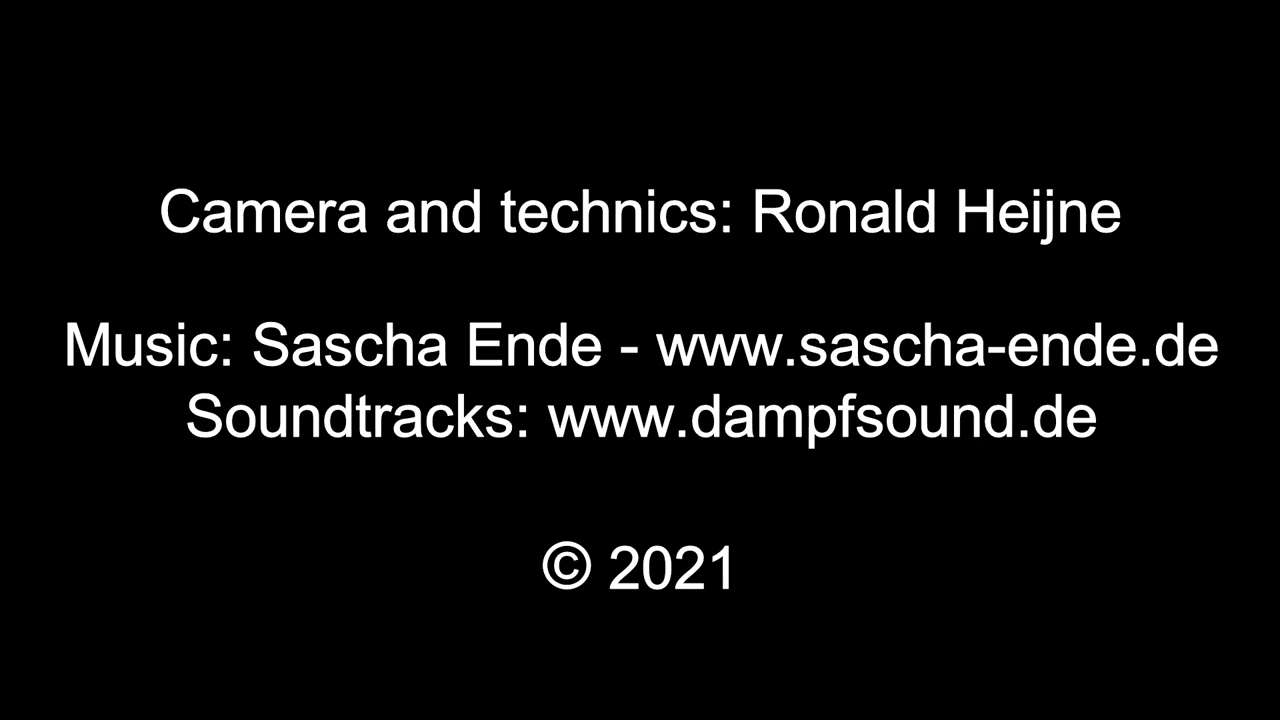 Camera and technics: Ronald Heijne
Music: Sascha Ende - www.sascha-ende.de
Soundtracks: www.dampfsound.de
© 2021